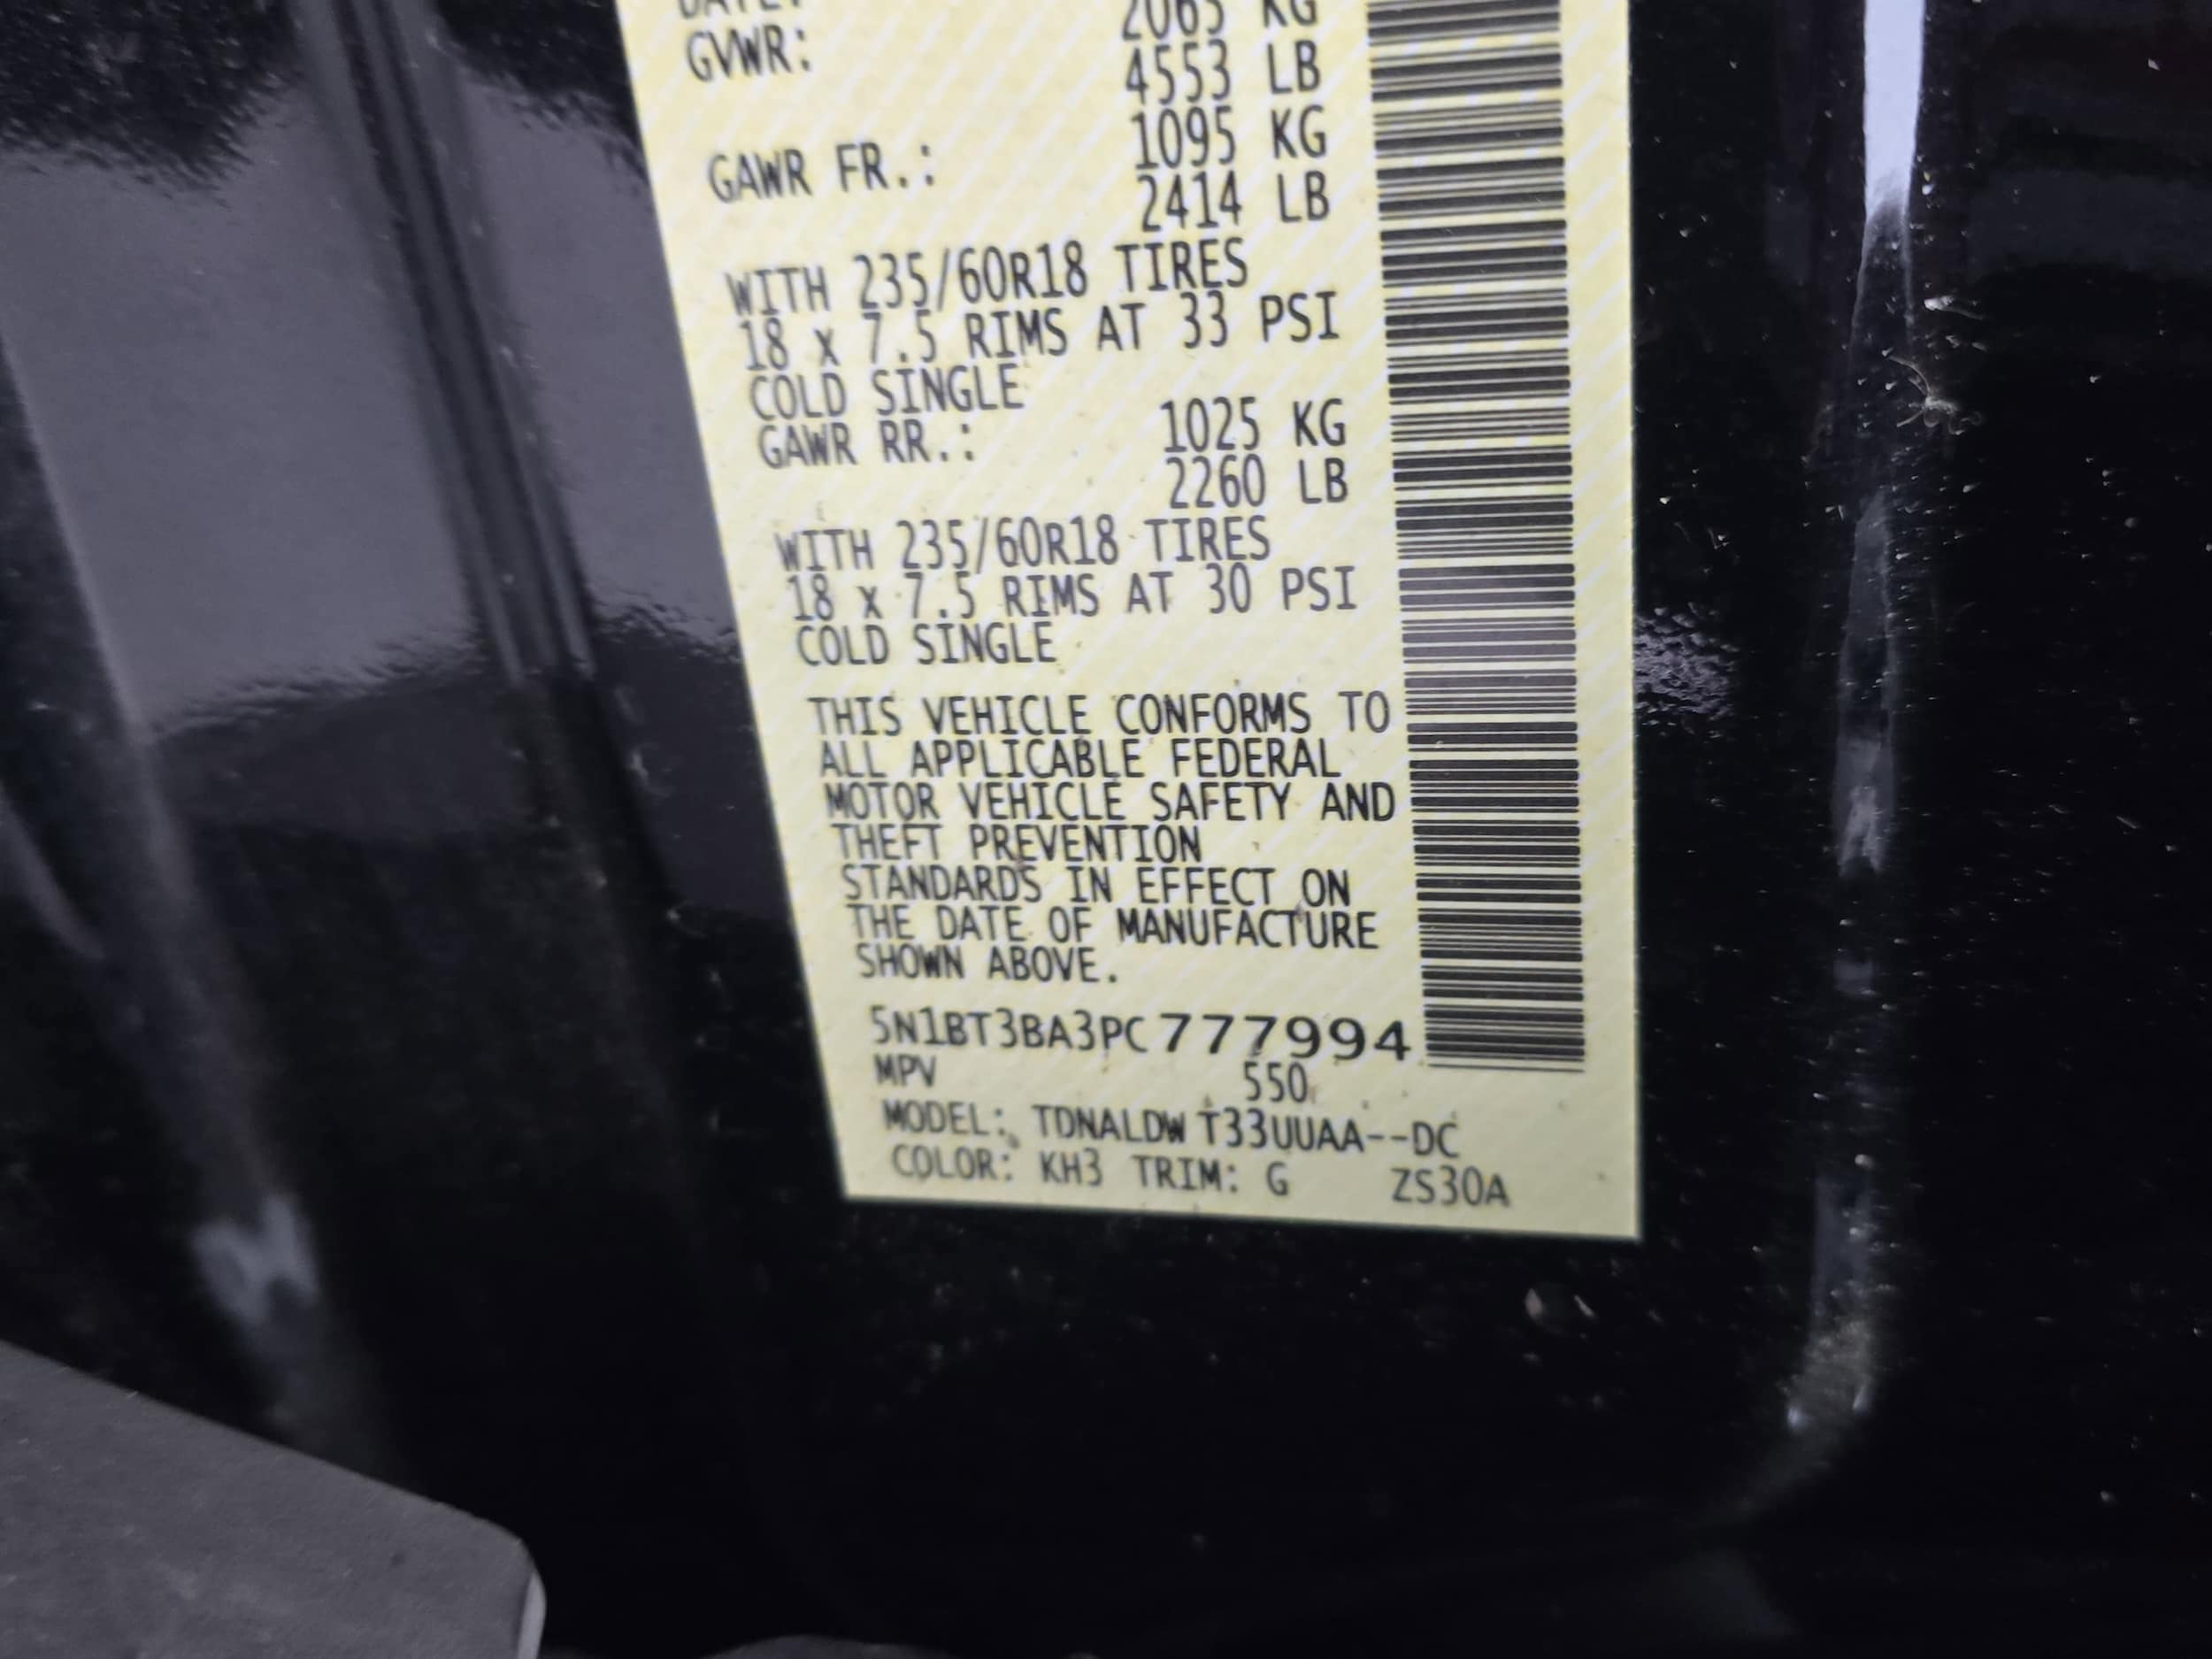 DATE:
2065 KG
GVWR:
4553 LB
1095 KG
GAWR FR.:
2414 LB
WITH 235/60R18 TIRES
18 x 7.5 RIMS AT 33 PSI
COLD SINGLE
GAWR RR.: 1025 KG
2260 LB
WITH 235/60R18 TIRES
18 x 7.5 RIMS AT 30 PSI
COLD SINGLE
THIS VEHICLE CONFORMS TO
ALL APPLICABLE FEDERAL
MOTOR VEHICLE SAFETY AND
THEFT PREVENTION
STANDARDS IN EFFECT ON
THE DATE OF MANUFACTURE
SHOWN ABOVE.
5N1BT3BA3PC777994
MPV 550
MODEL: TDNALDW T33UUAA--DC
COLOR: KH3 TRIM: G ZS30A